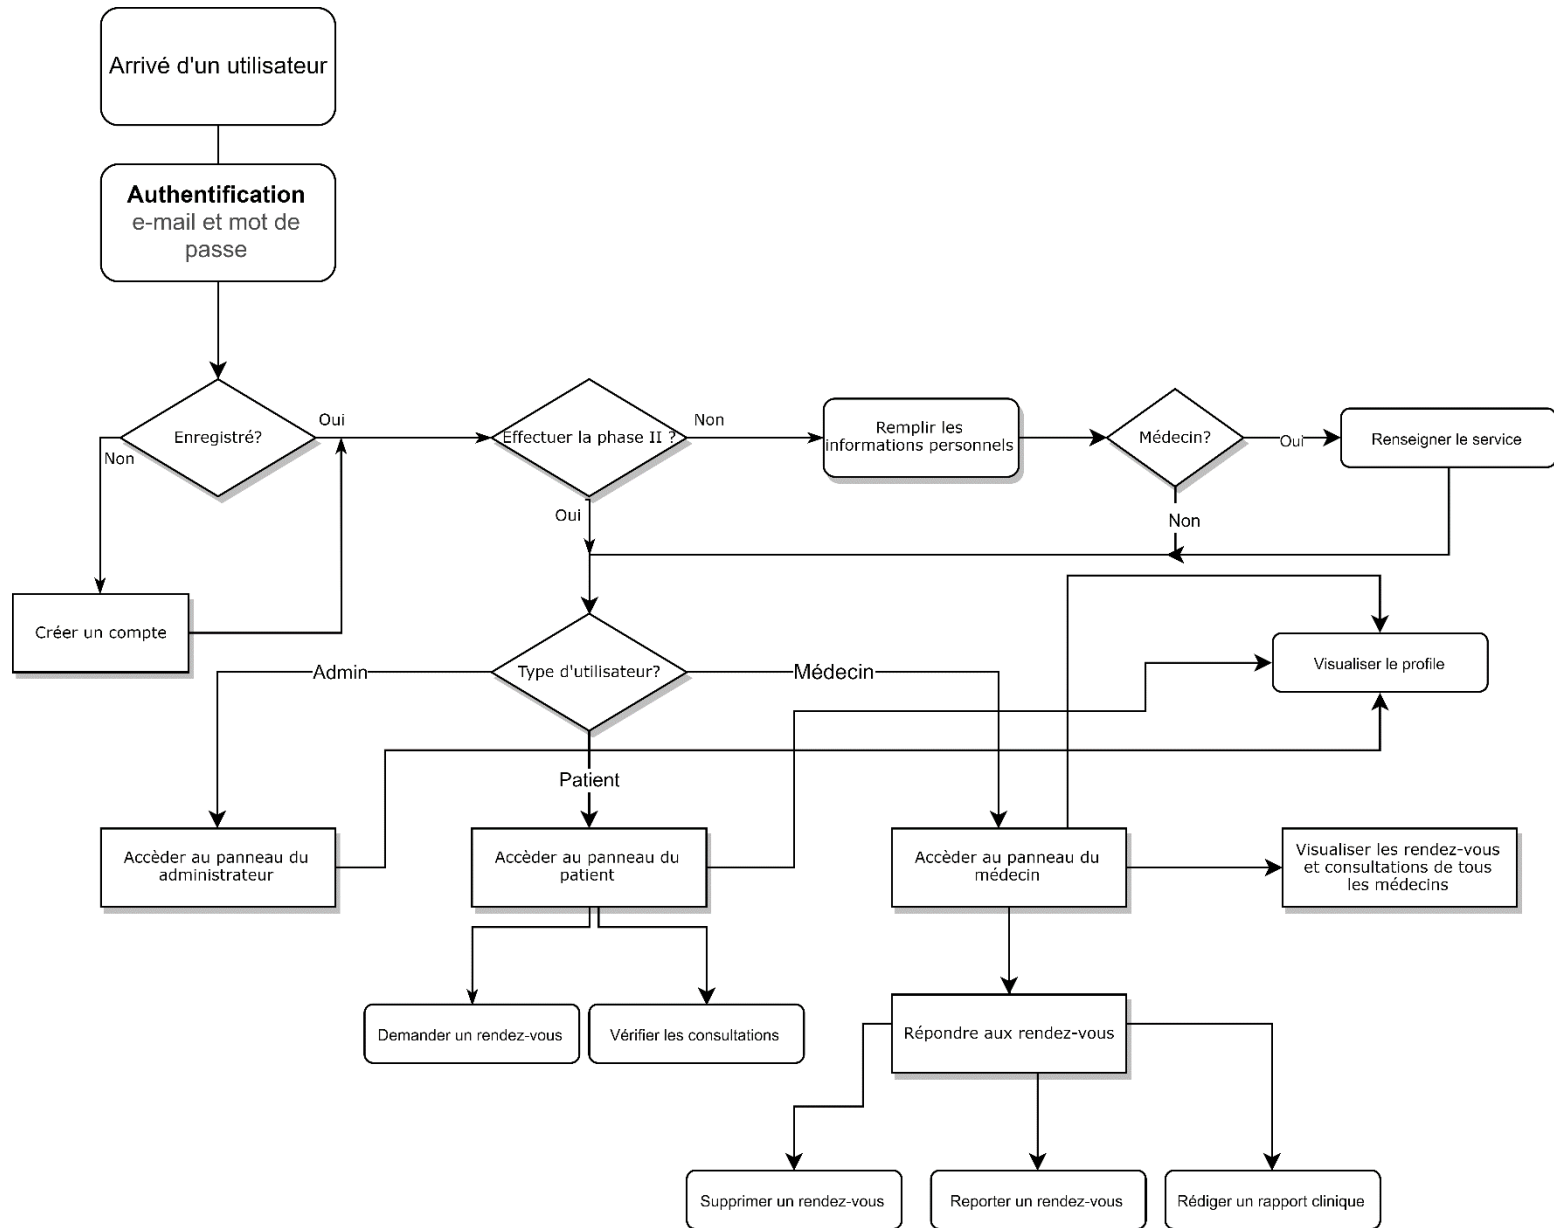 Arrivé d'un utilisateur
Authentification
e-mail et mot de
passe
Enregistré?
Oui
Non
Effectuer la phase II ?
Non
Oui
Remplir les
informations personnels
Médecin?
Oui
Non
Renseigner le service
Créer un compte
Admin
Type d'utilisateur?
Médecin
Patient
Visualiser le profile
Accèder au panneau du
administrateur
Accèder au panneau du
patient
Accèder au panneau du
médecin
Visualiser les rendez-vous
et consultations de tous
les médecins
Demander un rendez-vous
Vérifier les consultations
Répondre aux rendez-vous
Supprimer un rendez-vous
Reporter un rendez-vous
Rédiger un rapport clinique